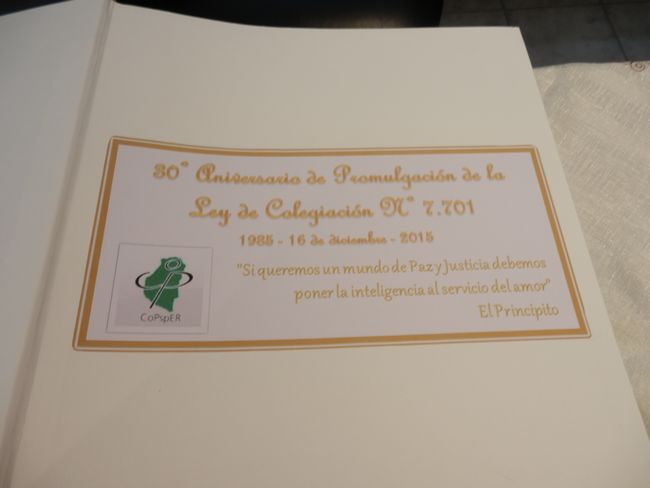 30° Aniversario de Promulgación de la
Ley de Colegiación N° 7.701
1985 - 16 de diciembre - 2015
"Si queremos un mundo de Paz y Justicia debemos
poner la inteligencia al servicio del amor"
El Principito
CoPspER